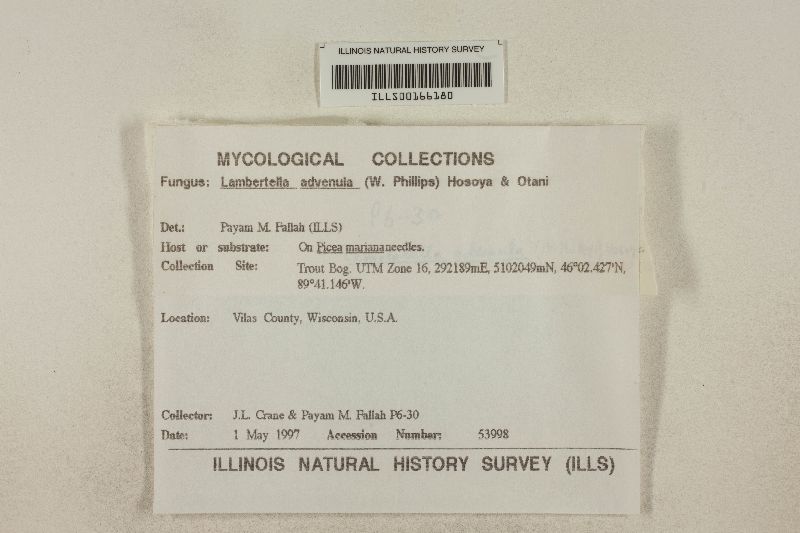 ILLINOIS NATURAL HISTORY SURVEY
ILLS00166180
MYCOLOGICAL COLLECTIONS
Fungus: Lambertella advenula (W. Phillips) Hosoya & Otani
P6-30
Det.: Payam M. Fallah (ILLS)
Host or substrate: On Picea mariana needles.
Collection Site: Trout Bog. UTM Zone 16, 292189mE, 5102049mN, 46°02.427'N,
89°41.146'W.
Location: Vilas County, Wisconsin, U.S.A.
Collector: J.L. Crane & Payam M. Fallah P6-30
Date: 1 May 1997 Accession Number: 53998
ILLINOIS NATURAL HISTORY SURVEY (ILLS)